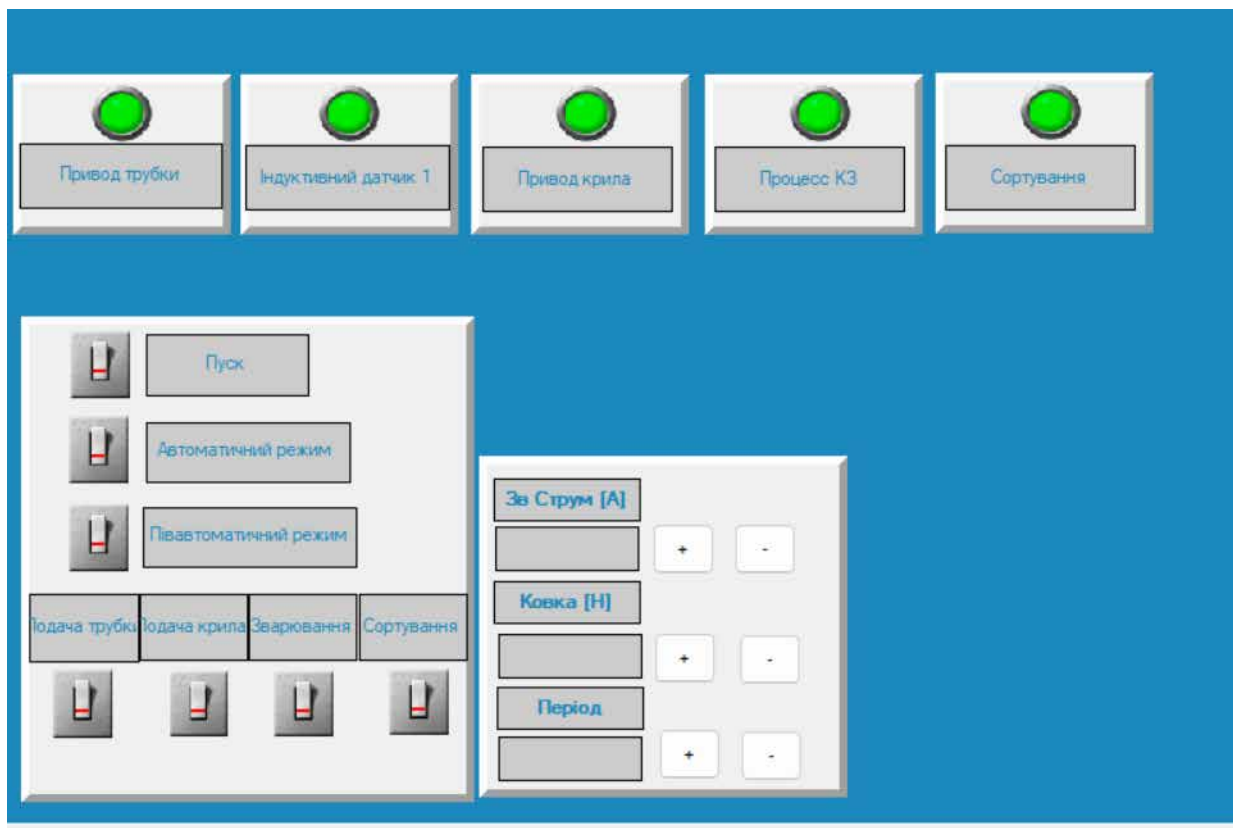 Привод трубки
Індуктивний датчик 1
Привод крила
Процесс КЗ
Сортування
Пуск
Автоматичний режим
Півавтоматичний режим
Подача трубки
Подача крила
Зварювання
Сортування
Зв Струм [А]
+
-
Ковка [Н]
+
-
Період
+
-